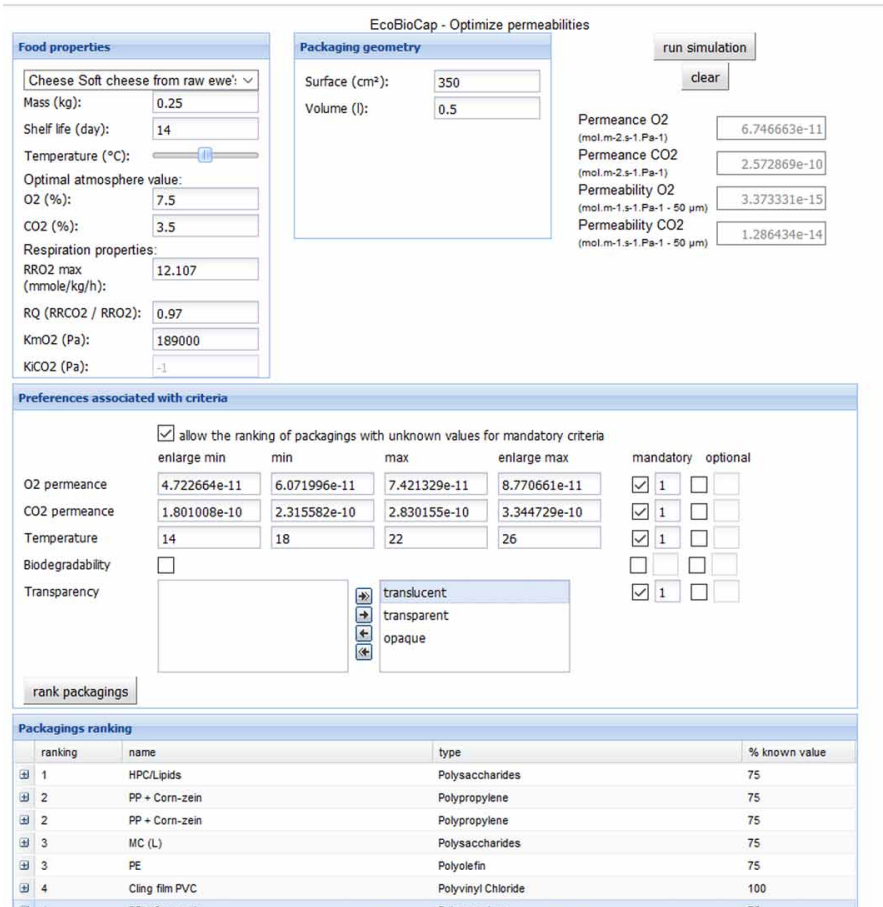 EcoBioCap - Optimize permeabilities
Food properties
Cheese Soft cheese from raw ewe's
Mass (kg): 0.25
Shelf life (day): 14
Temperature (°C):
Optimal atmosphere value:
O2 (%): 7.5
CO2 (%): 3.5
Respiration properties:
RRO2 max
(mmole/kg/h): 12.107
RQ (RRCO2 / RRO2): 0.97
KmO2 (Pa): 189000
KiCO2 (Pa): -1
Packaging geometry
Surface (cm²): 350
Volume (l): 0.5
run simulation
clear
Permeance O2
(mol.m-2.s-1.Pa-1) 6.746663e-11
Permeance CO2
(mol.m-2.s-1.Pa-1) 2.572869e-10
Permeability O2
(mol.m-1.s-1.Pa-1 - 50 µm) 3.373331e-15
Permeability CO2
(mol.m-1.s-1.Pa-1 - 50 µm) 1.286434e-14
Preferences associated with criteria
allow the ranking of packagings with unknown values for mandatory criteria
enlarge min min max enlarge max mandatory optional
O2 permeance 4.722664e-11 6.071996e-11 7.421329e-11 8.770661e-11 1
CO2 permeance 1.801008e-10 2.315582e-10 2.830155e-10 3.344729e-10 1
Temperature 14 18 22 26 1
Biodegradability
Transparency translucent 1
transparent
opaque
rank packagings
Packagings ranking
ranking name type % known value
1 HPC/Lipids Polysaccharides 75
2 PP + Corn-zein Polypropylene 75
2 PP + Corn-zein Polypropylene 75
3 MC (L) Polysaccharides 75
3 PE Polyolefin 75
4 Cling film PVC Polyvinyl Chloride 100